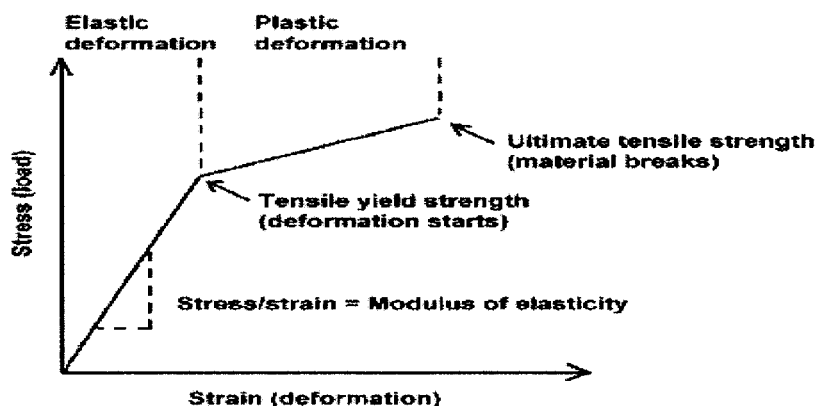 Elastic
deformation
Plastic
deformation
Ultimate tensile strength
(material breaks)
Tensile yield strength
(deformation starts)
Stress (load)
Stress/strain = Modulus of elasticity
Strain (deformation)